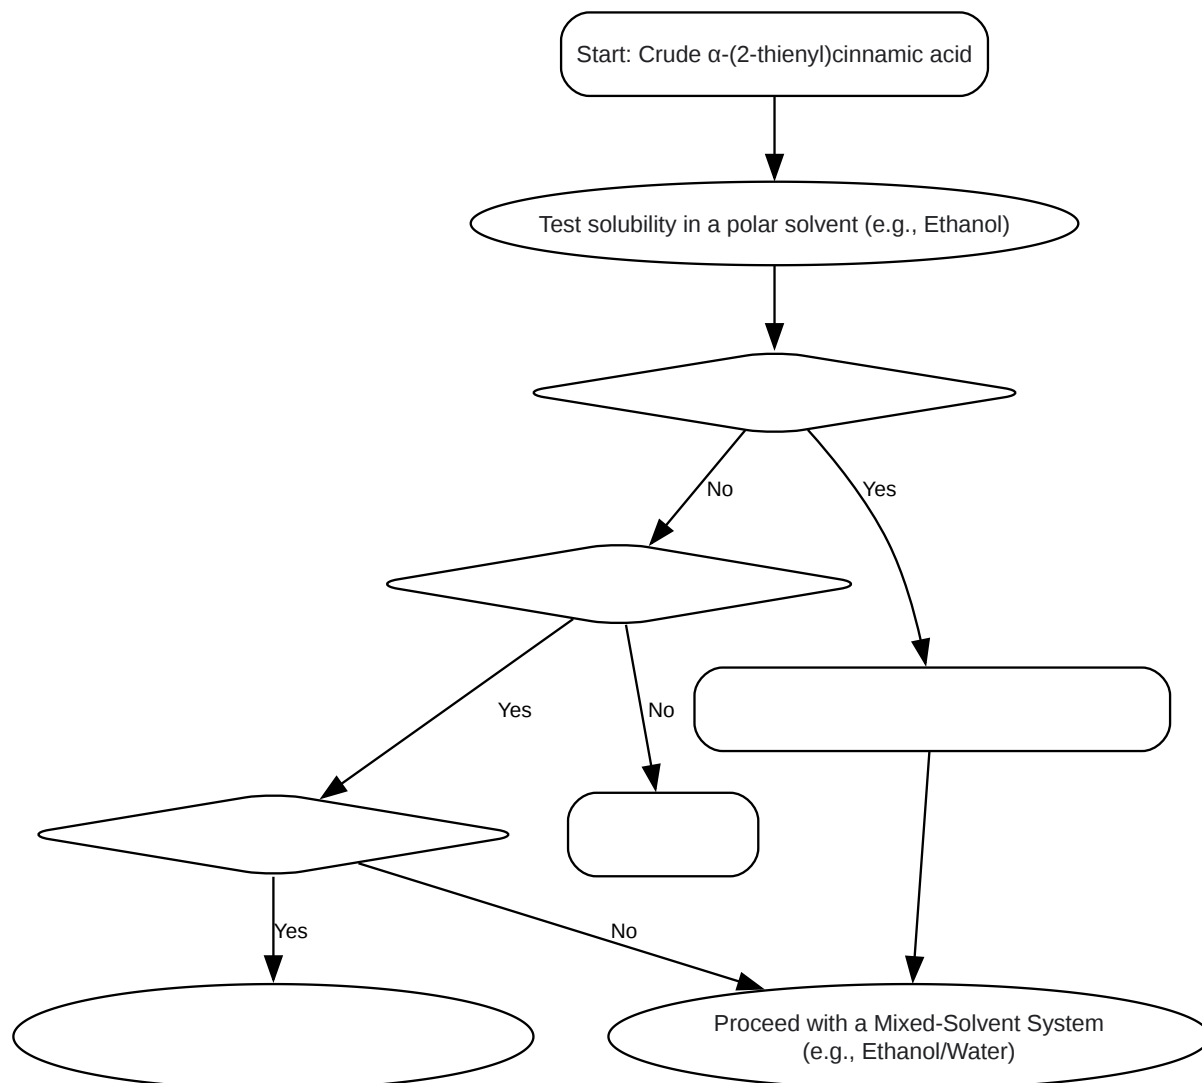 Start: Crude α-(2-thienyl)cinnamic acid
Test solubility in a polar solvent (e.g., Ethanol)
No
Yes
Yes
No
Yes
No
Proceed with a Mixed-Solvent System
(e.g., Ethanol/Water)